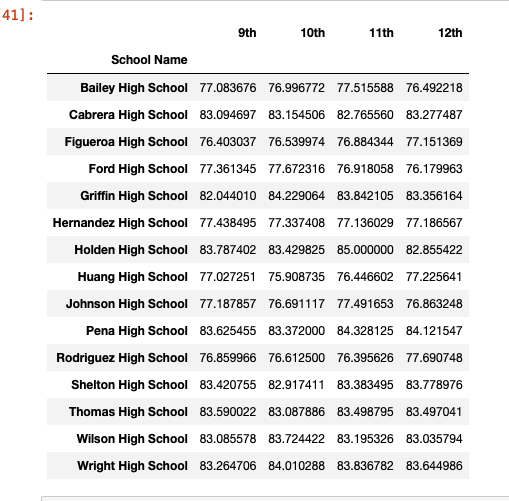 41]:
9th 10th 11th 12th
School Name
Bailey High School 77.083676 76.996772 77.515588 76.492218
Cabrera High School 83.094697 83.154506 82.765560 83.277487
Figueroa High School 76.403037 76.539974 76.884344 77.151369
Ford High School 77.361345 77.672316 76.918058 76.179963
Griffin High School 82.044010 84.229064 83.842105 83.356164
Hernandez High School 77.438495 77.337408 77.136029 77.186567
Holden High School 83.787402 83.429825 85.000000 82.855422
Huang High School 77.027251 75.908735 76.446602 77.225641
Johnson High School 77.187857 76.691117 77.491653 76.863248
Pena High School 83.625455 83.372000 84.328125 84.121547
Rodriguez High School 76.859966 76.612500 76.395626 77.690748
Shelton High School 83.420755 82.917411 83.383495 83.778976
Thomas High School 83.590022 83.087886 83.498795 83.497041
Wilson High School 83.085578 83.724422 83.195326 83.035794
Wright High School 83.264706 84.010288 83.836782 83.644986